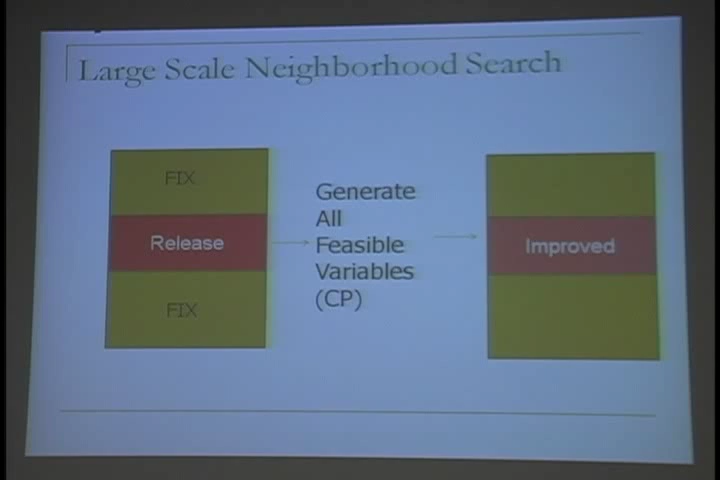 Large Scale Neighborhood Search
FIX
Release
FIX
Generate
All
Feasible
Variables
(CP)
Improved